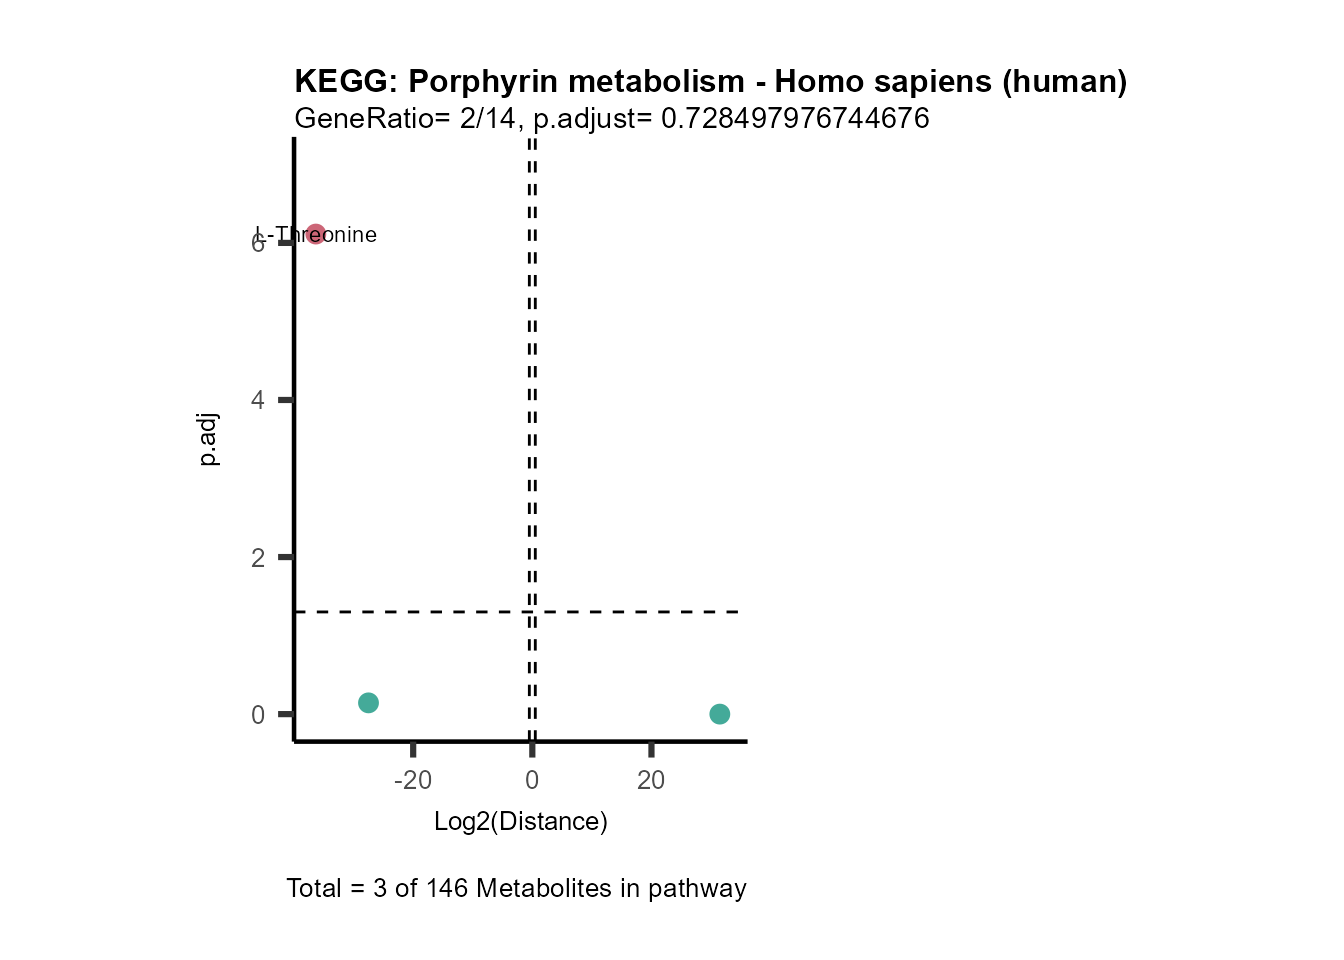 KEGG: Porphyrin metabolism - Homo sapiens (human)
GeneRatio= 2/14, p.adjust= 0.728497976744676
L-Threonine
6
4
2
0
p.adj
-20 0 20
Log2(Distance)
Total = 3 of 146 Metabolites in pathway